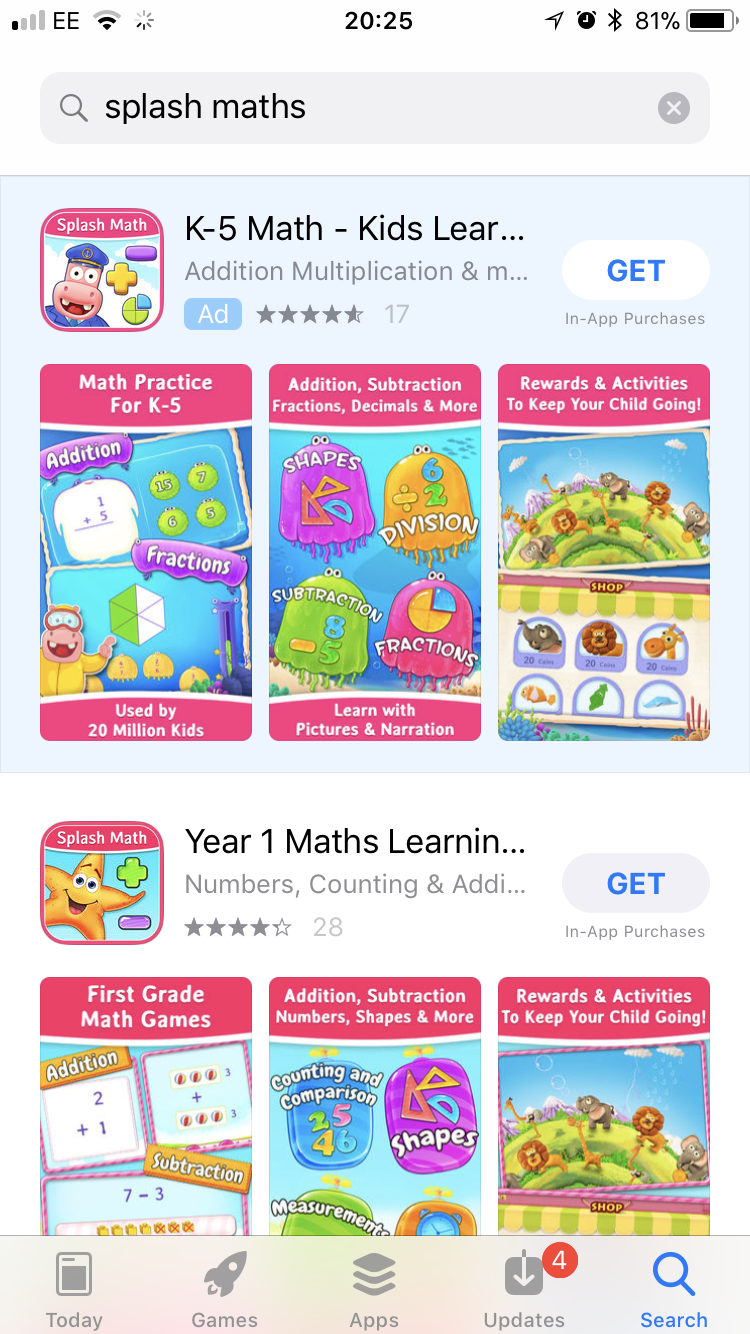 EE 20:25 81%
splash maths
Splash Math
K-5 Math - Kids Lear...
Addition Multiplication & m...
Ad 17
GET
In-App Purchases
Math Practice
For K-5
Addition
1
+ 5
15 7
6 5
Fractions
Used by
20 Million Kids
Addition, Subtraction
Fractions, Decimals & More
SHAPES
6
÷ 2
DIVISION
SUBTRACTION
8
- 5
FRACTIONS
Learn with
Pictures & Narration
Rewards & Activities
To Keep Your Child Going!
SHOP
20 Coins 20 Coins 20 Coins
Splash Math
Year 1 Maths Learnin...
Numbers, Counting & Addi...
28
GET
In-App Purchases
First Grade
Math Games
Addition
2
+ 1
3
+
3
Subtraction
7 - 3
Addition, Subtraction
Numbers, Shapes & More
Counting and
Comparison
2 5
4 6
Shapes
Measurements
Rewards & Activities
To Keep Your Child Going!
SHOP
4
Today Games Apps Updates Search